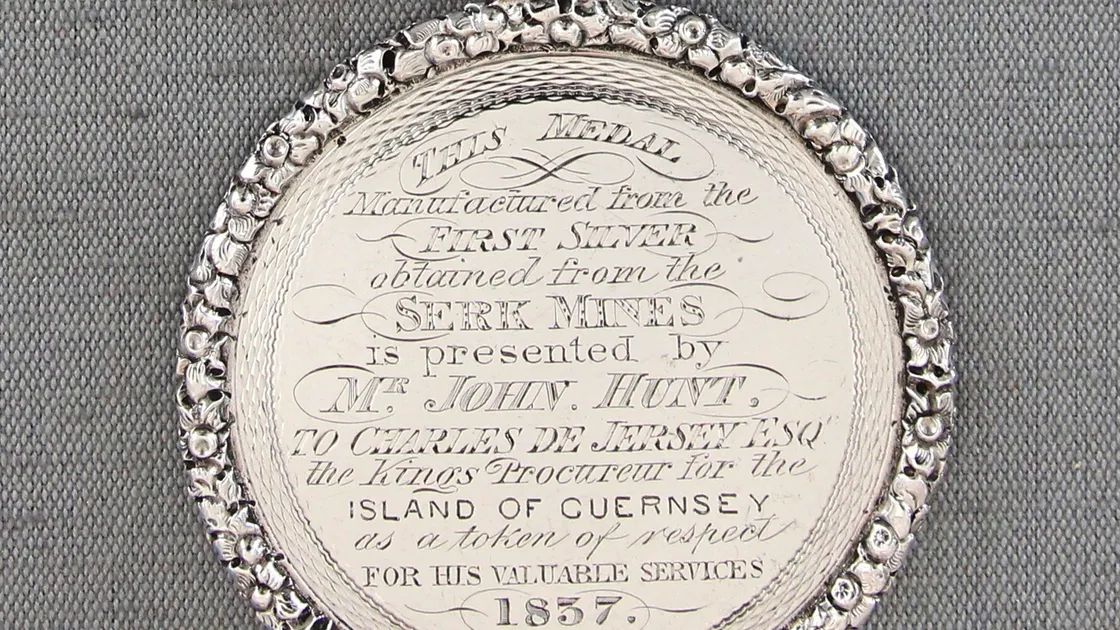 THIS MEDAL
Manufactured from the
FIRST SILVER
obtained from the
SERK MINES
is presented by
Mr. JOHN. HUNT.
TO CHARLES DE JERSEY ESQr
the Kings Procureur for the
ISLAND OF GUERNSEY
as a token of respect
FOR HIS VALUABLE SERVICES
1837.